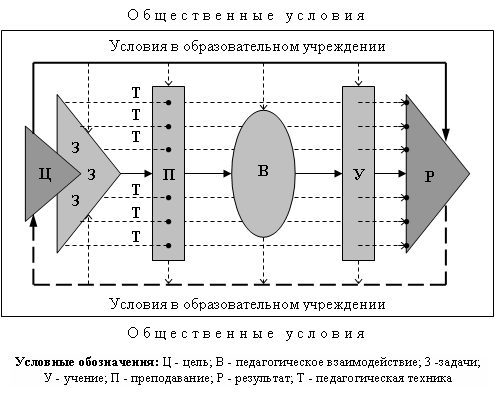 Общественные условия
Условия в образовательном учреждении
Т
Т
Т
З
Ц З П В У Р
З
Т
Т
Т
Условия в образовательном учреждении
Общественные условия
Условные обозначения: Ц - цель; В - педагогическое взаимодействие; З -задачи;
У - учение; П - преподавание; Р - результат; Т - педагогическая техника